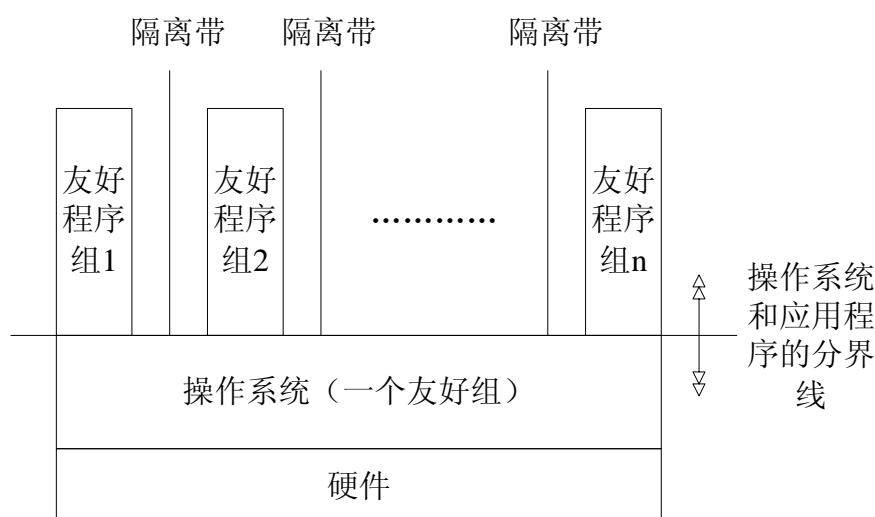 隔离带 隔离带 隔离带
友好程序组1
友好程序组2
…………
友好程序组n
操作系统和应用程序的分界线
操作系统（一个友好组）
硬件